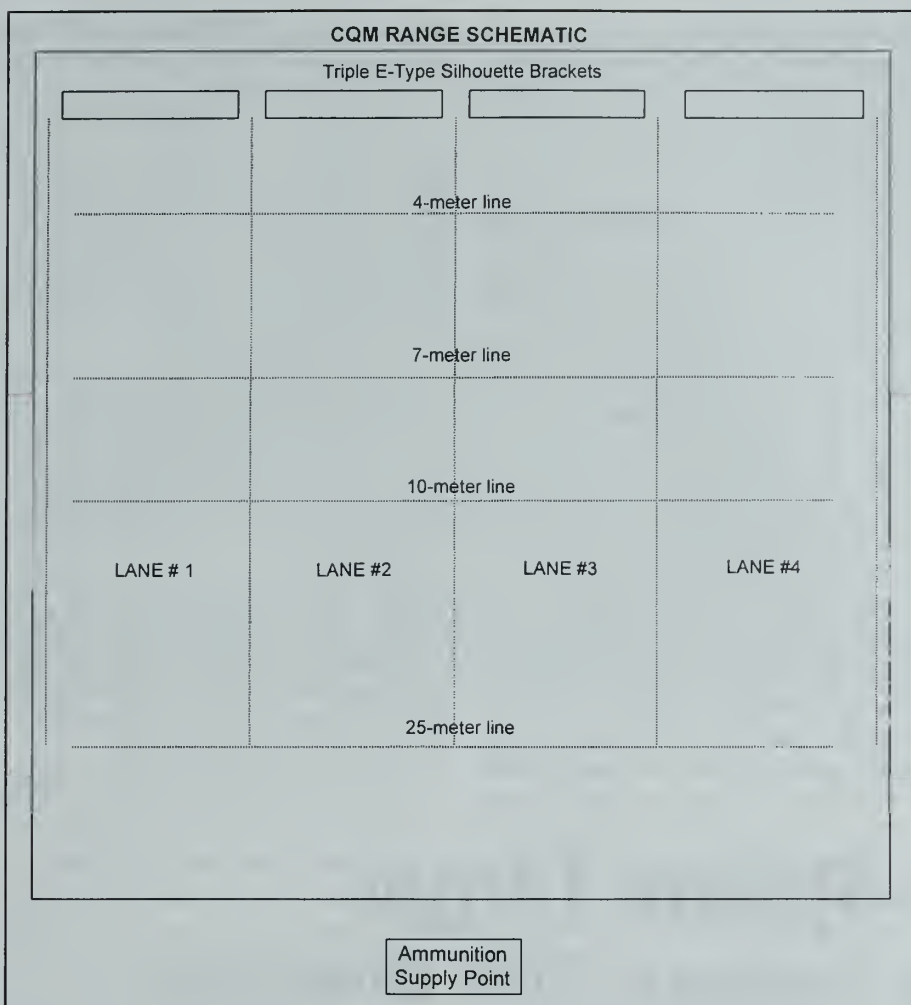 CQM RANGE SCHEMATIC
Triple E-Type Silhouette Brackets
4-meter line
7-meter line
10-meter line
LANE # 1 LANE #2 LANE #3 LANE #4
25-meter line
Ammunition
Supply Point